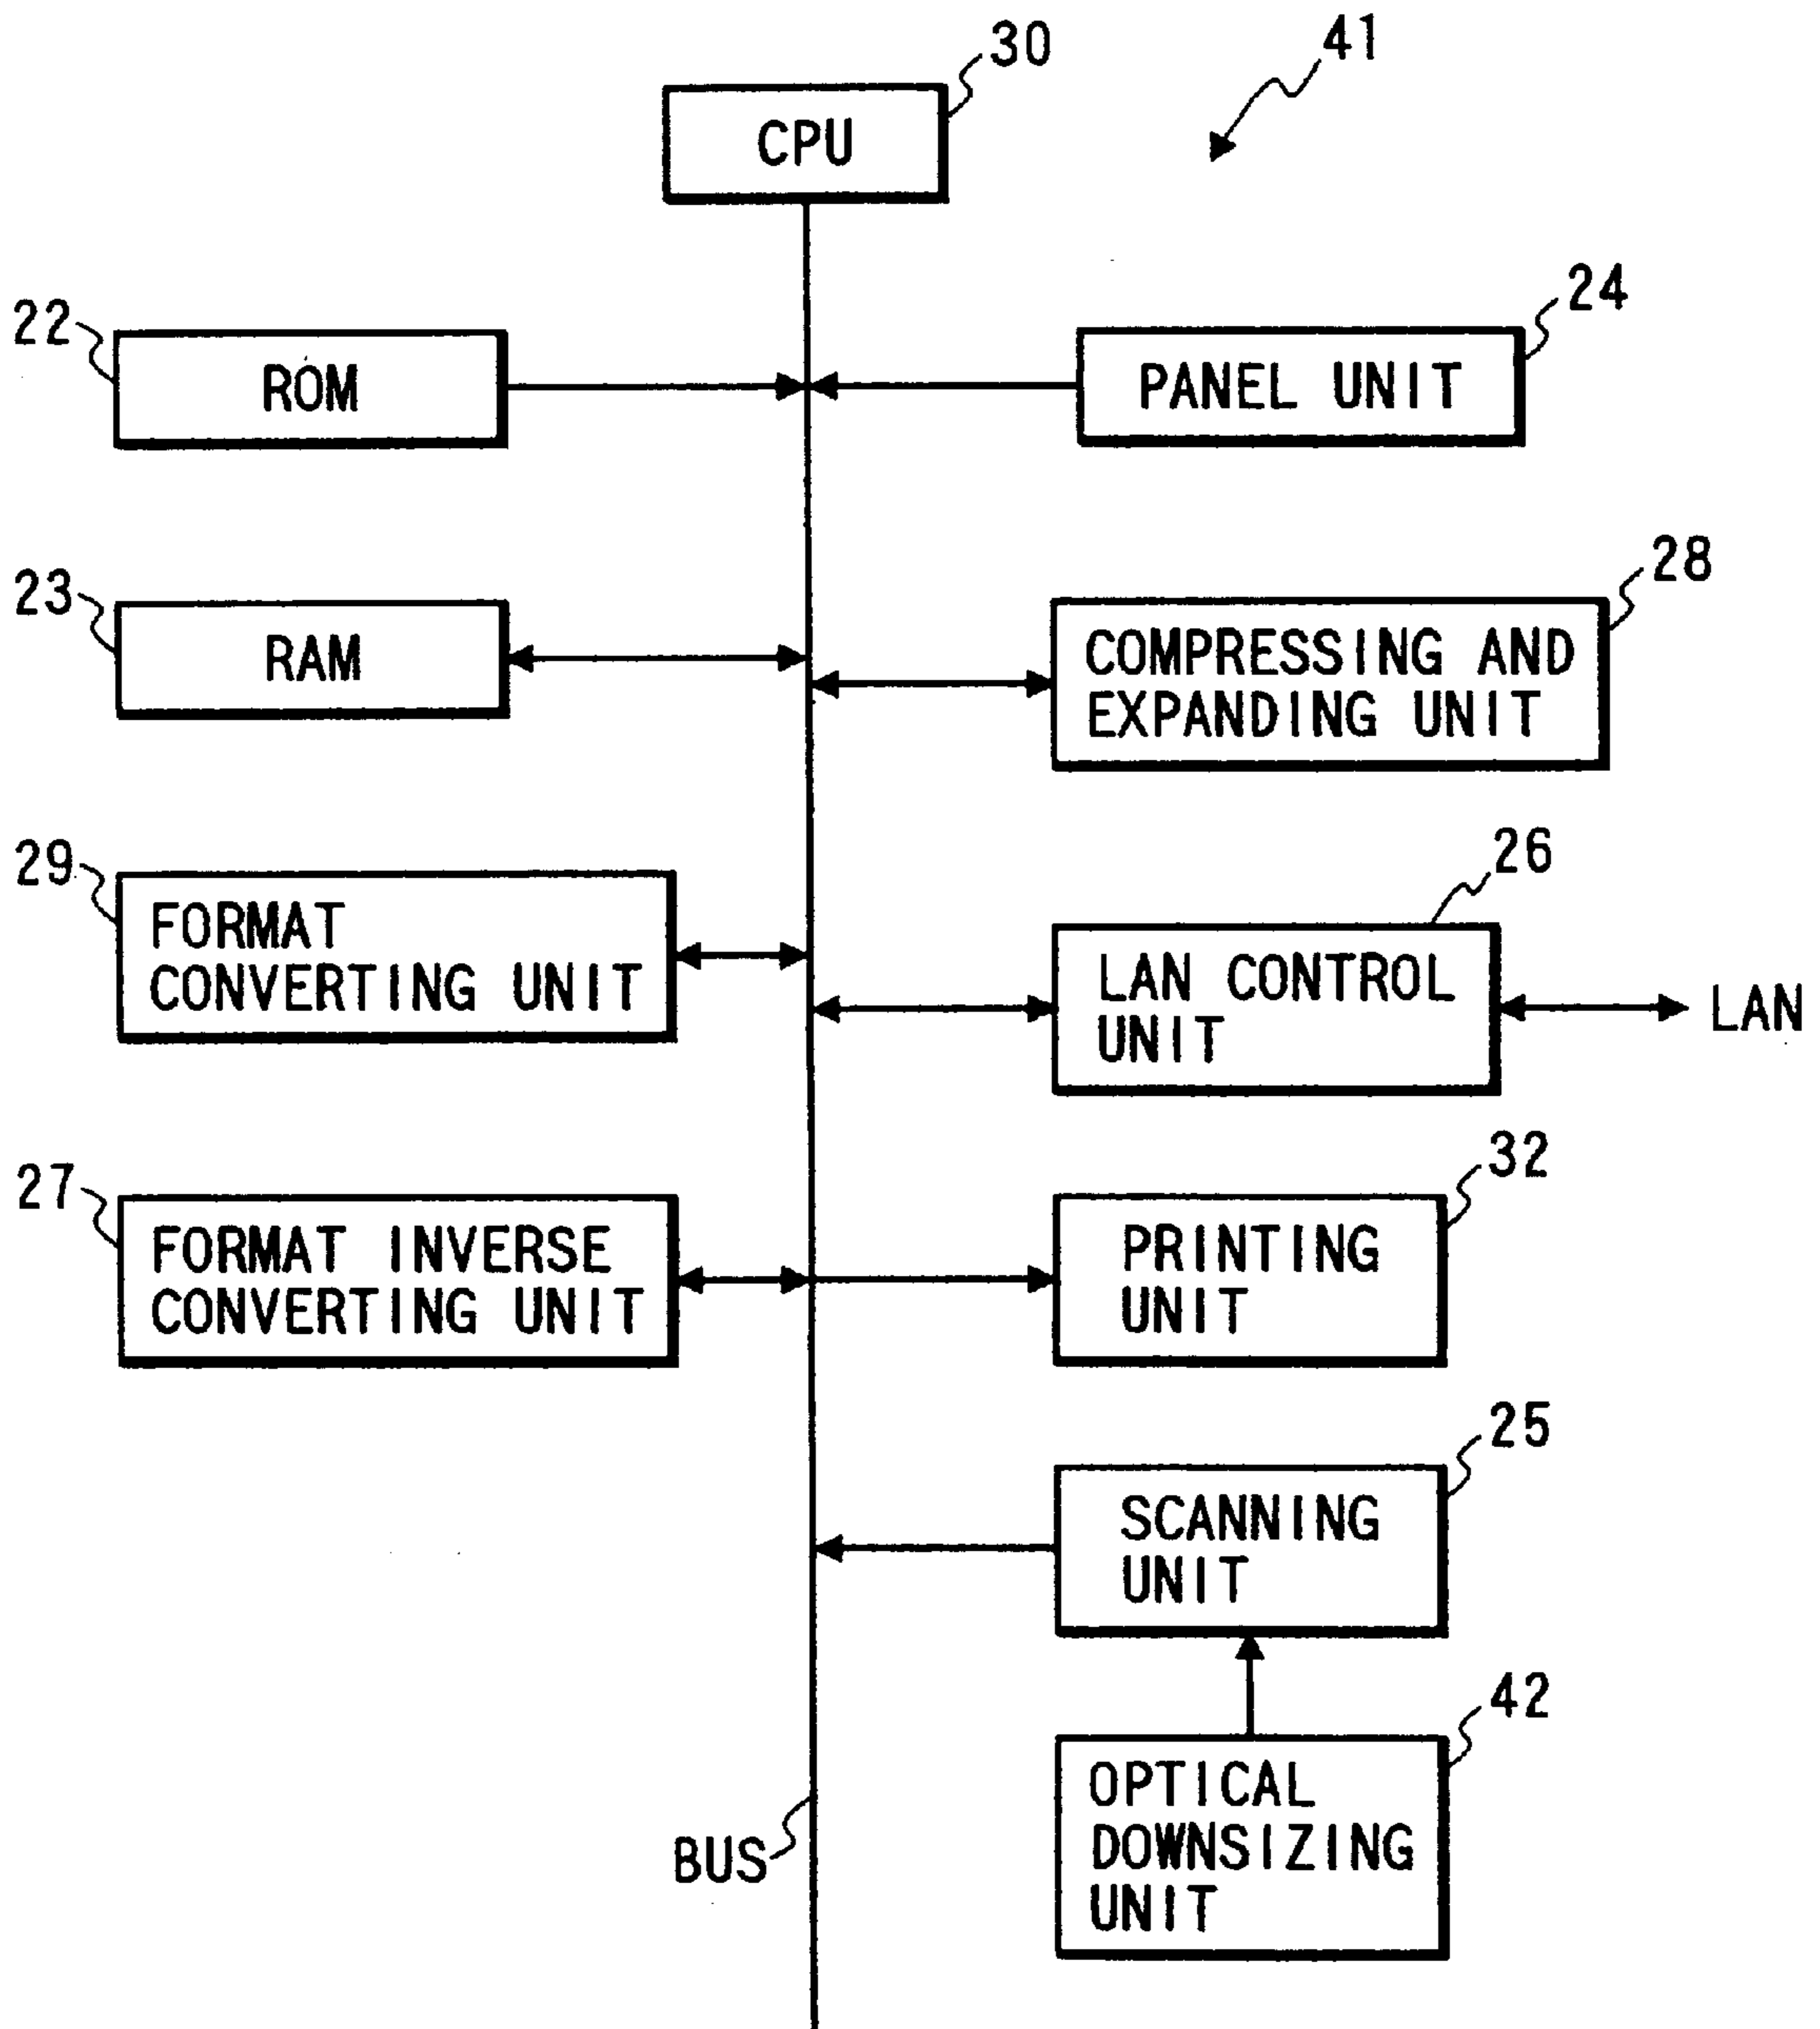 30
41
CPU
22
ROM
24
PANEL UNIT
23
RAM
28
COMPRESSING AND
EXPANDING UNIT
29
FORMAT
CONVERTING UNIT
26
LAN CONTROL
UNIT
LAN
27
FORMAT INVERSE
CONVERTING UNIT
32
PRINTING
UNIT
25
SCANNING
UNIT
42
OPTICAL
DOWNSIZING
UNIT
BUS